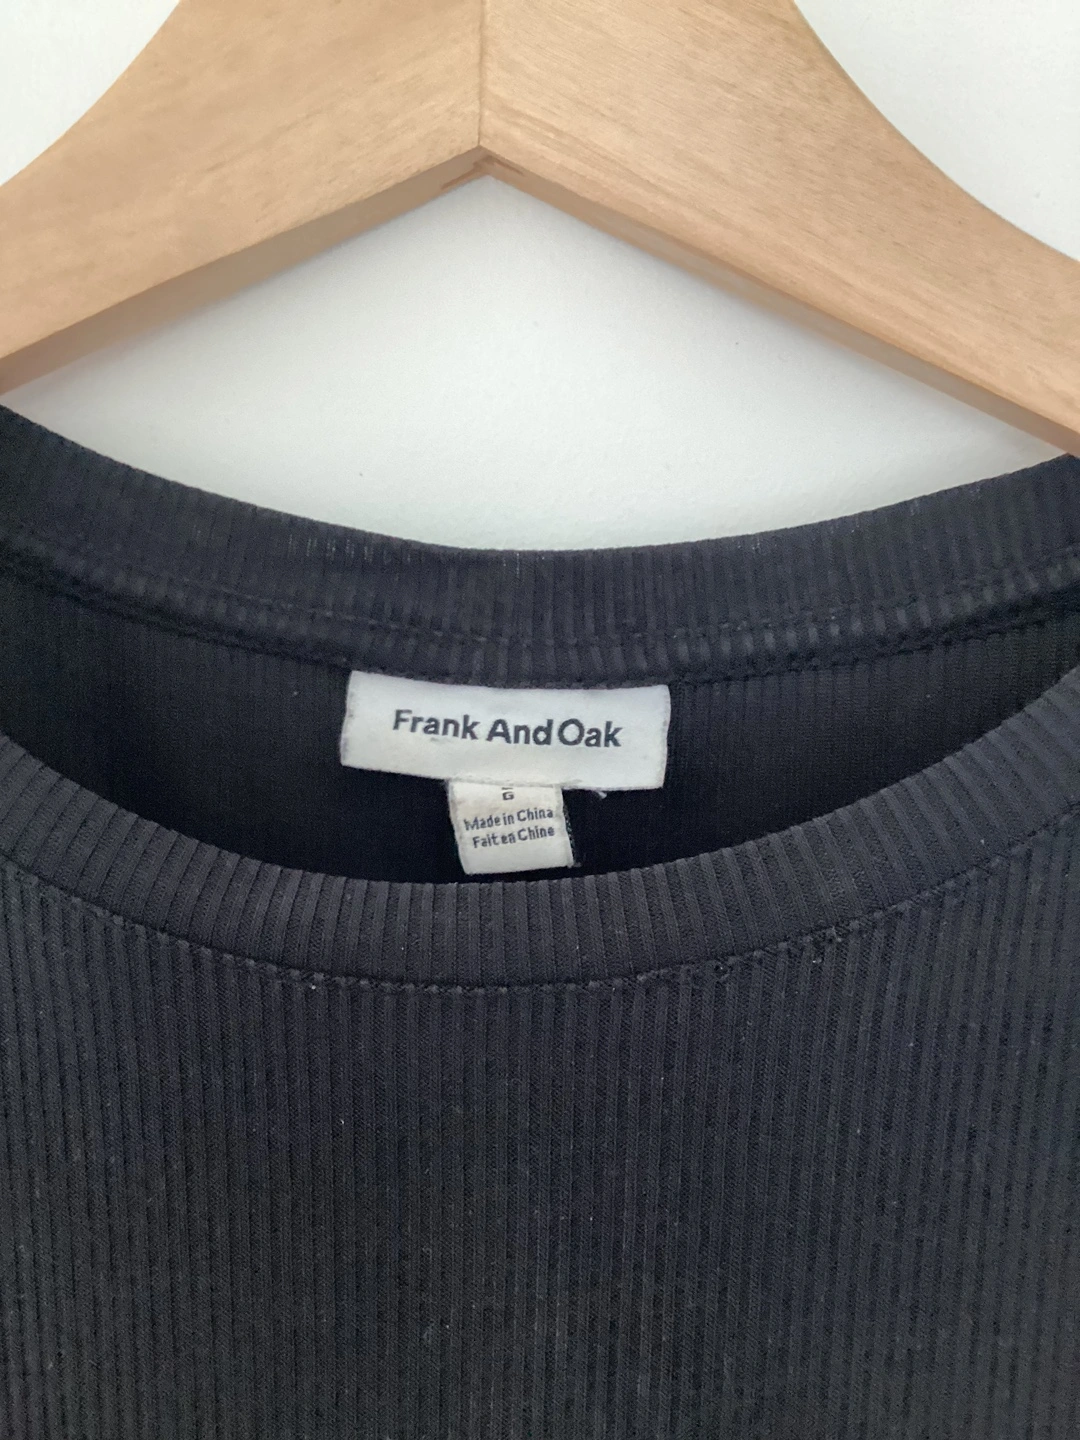 Frank And Oak
G
Made in China
Fait en Chine